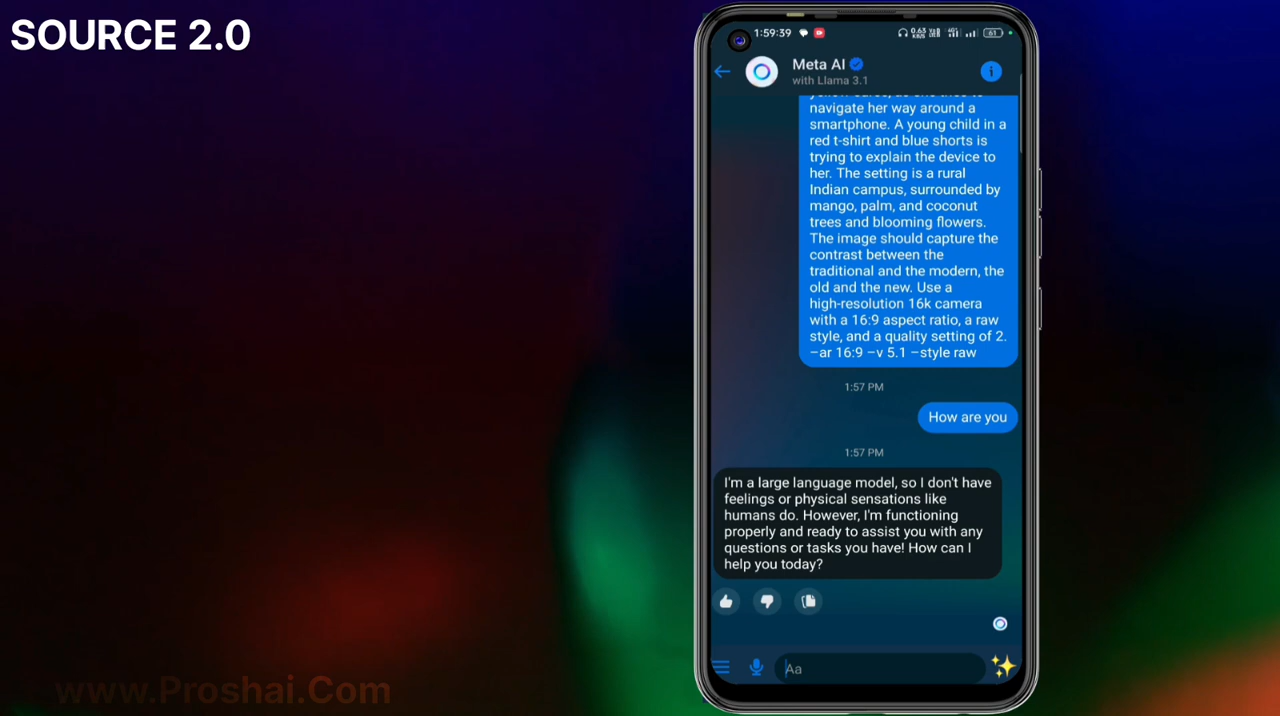 SOURCE 2.0
1:59:39
61
Meta AI
with Llama 3.1
navigate her way around a
smartphone. A young child in a
red t-shirt and blue shorts is
trying to explain the device to
her. The setting is a rural
Indian campus, surrounded by
mango, palm, and coconut
trees and blooming flowers.
The image should capture the
contrast between the
traditional and the modern, the
old and the new. Use a
high-resolution 16k camera
with a 16:9 aspect ratio, a raw
style, and a quality setting of 2.
–ar 16:9 –v 5.1 –style raw
1:57 PM
How are you
1:57 PM
I'm a large language model, so I don't have
feelings or physical sensations like
humans do. However, I'm functioning
properly and ready to assist you with any
questions or tasks you have! How can I
help you today?
Aa
www.Proshai.Com